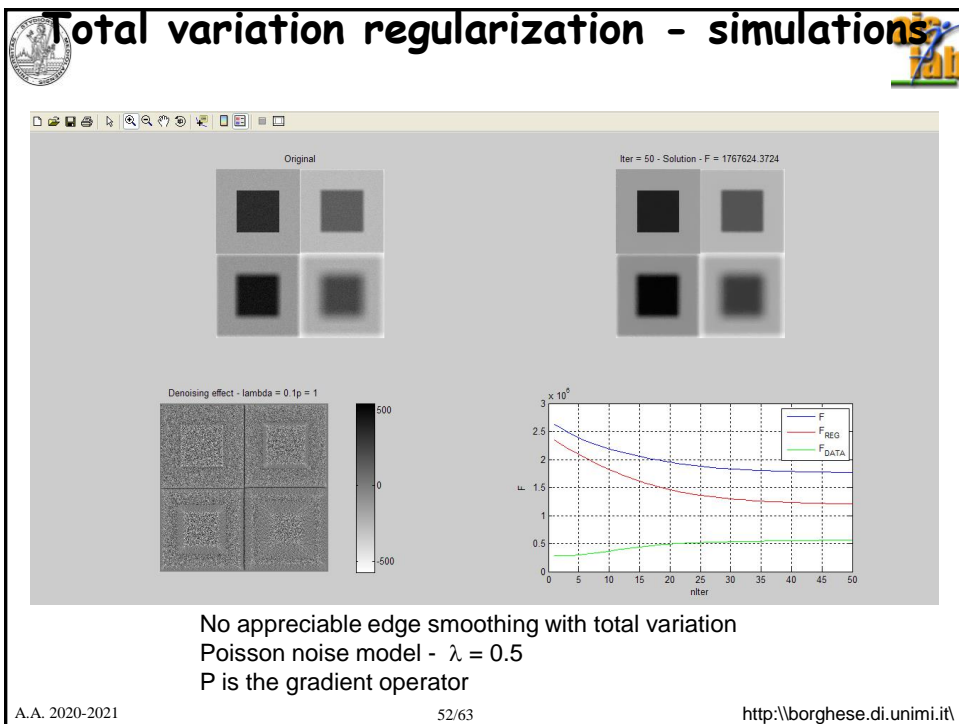 Total variation regularization - simulations
Original
Iter = 50 - Solution - F = 1767624.3724
Denoising effect - lambda = 0.1p = 1
500
0
-500
x 10^6
3
2.5
2
1.5
1
0.5
0
F
F
F_REG
F_DATA
0 5 10 15 20 25 30 35 40 45 50
nIter
No appreciable edge smoothing with total variation
Poisson noise model - λ = 0.5
P is the gradient operator
A.A. 2020-2021
52/63
http:\\borghese.di.unimi.it\